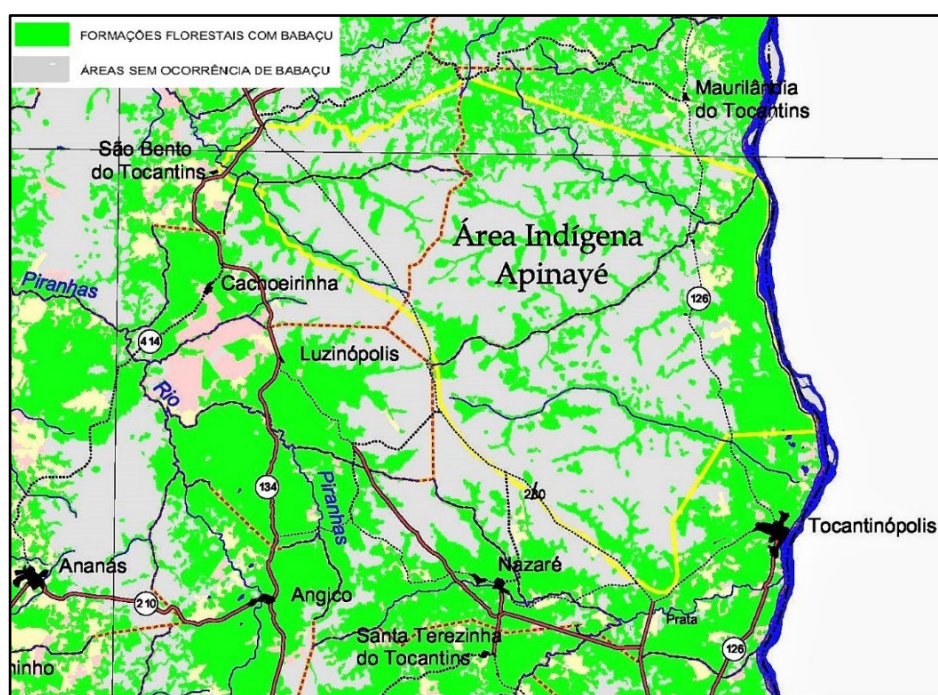 FORMAÇÕES FLORESTAIS COM BABAÇU
ÁREAS SEM OCORRÊNCIA DE BABAÇU
Maurilândia
do Tocantins
São Bento
do Tocantins
Área Indígena
Apinayé
Piranhas
Cachoeirinha
126
414
Luzinópolis
Rio
134
Piranhas
230
Tocantinópolis
Ananás
Nazaré
210
Angico
Prata
Santa Terezinha
do Tocantins
126
ninho